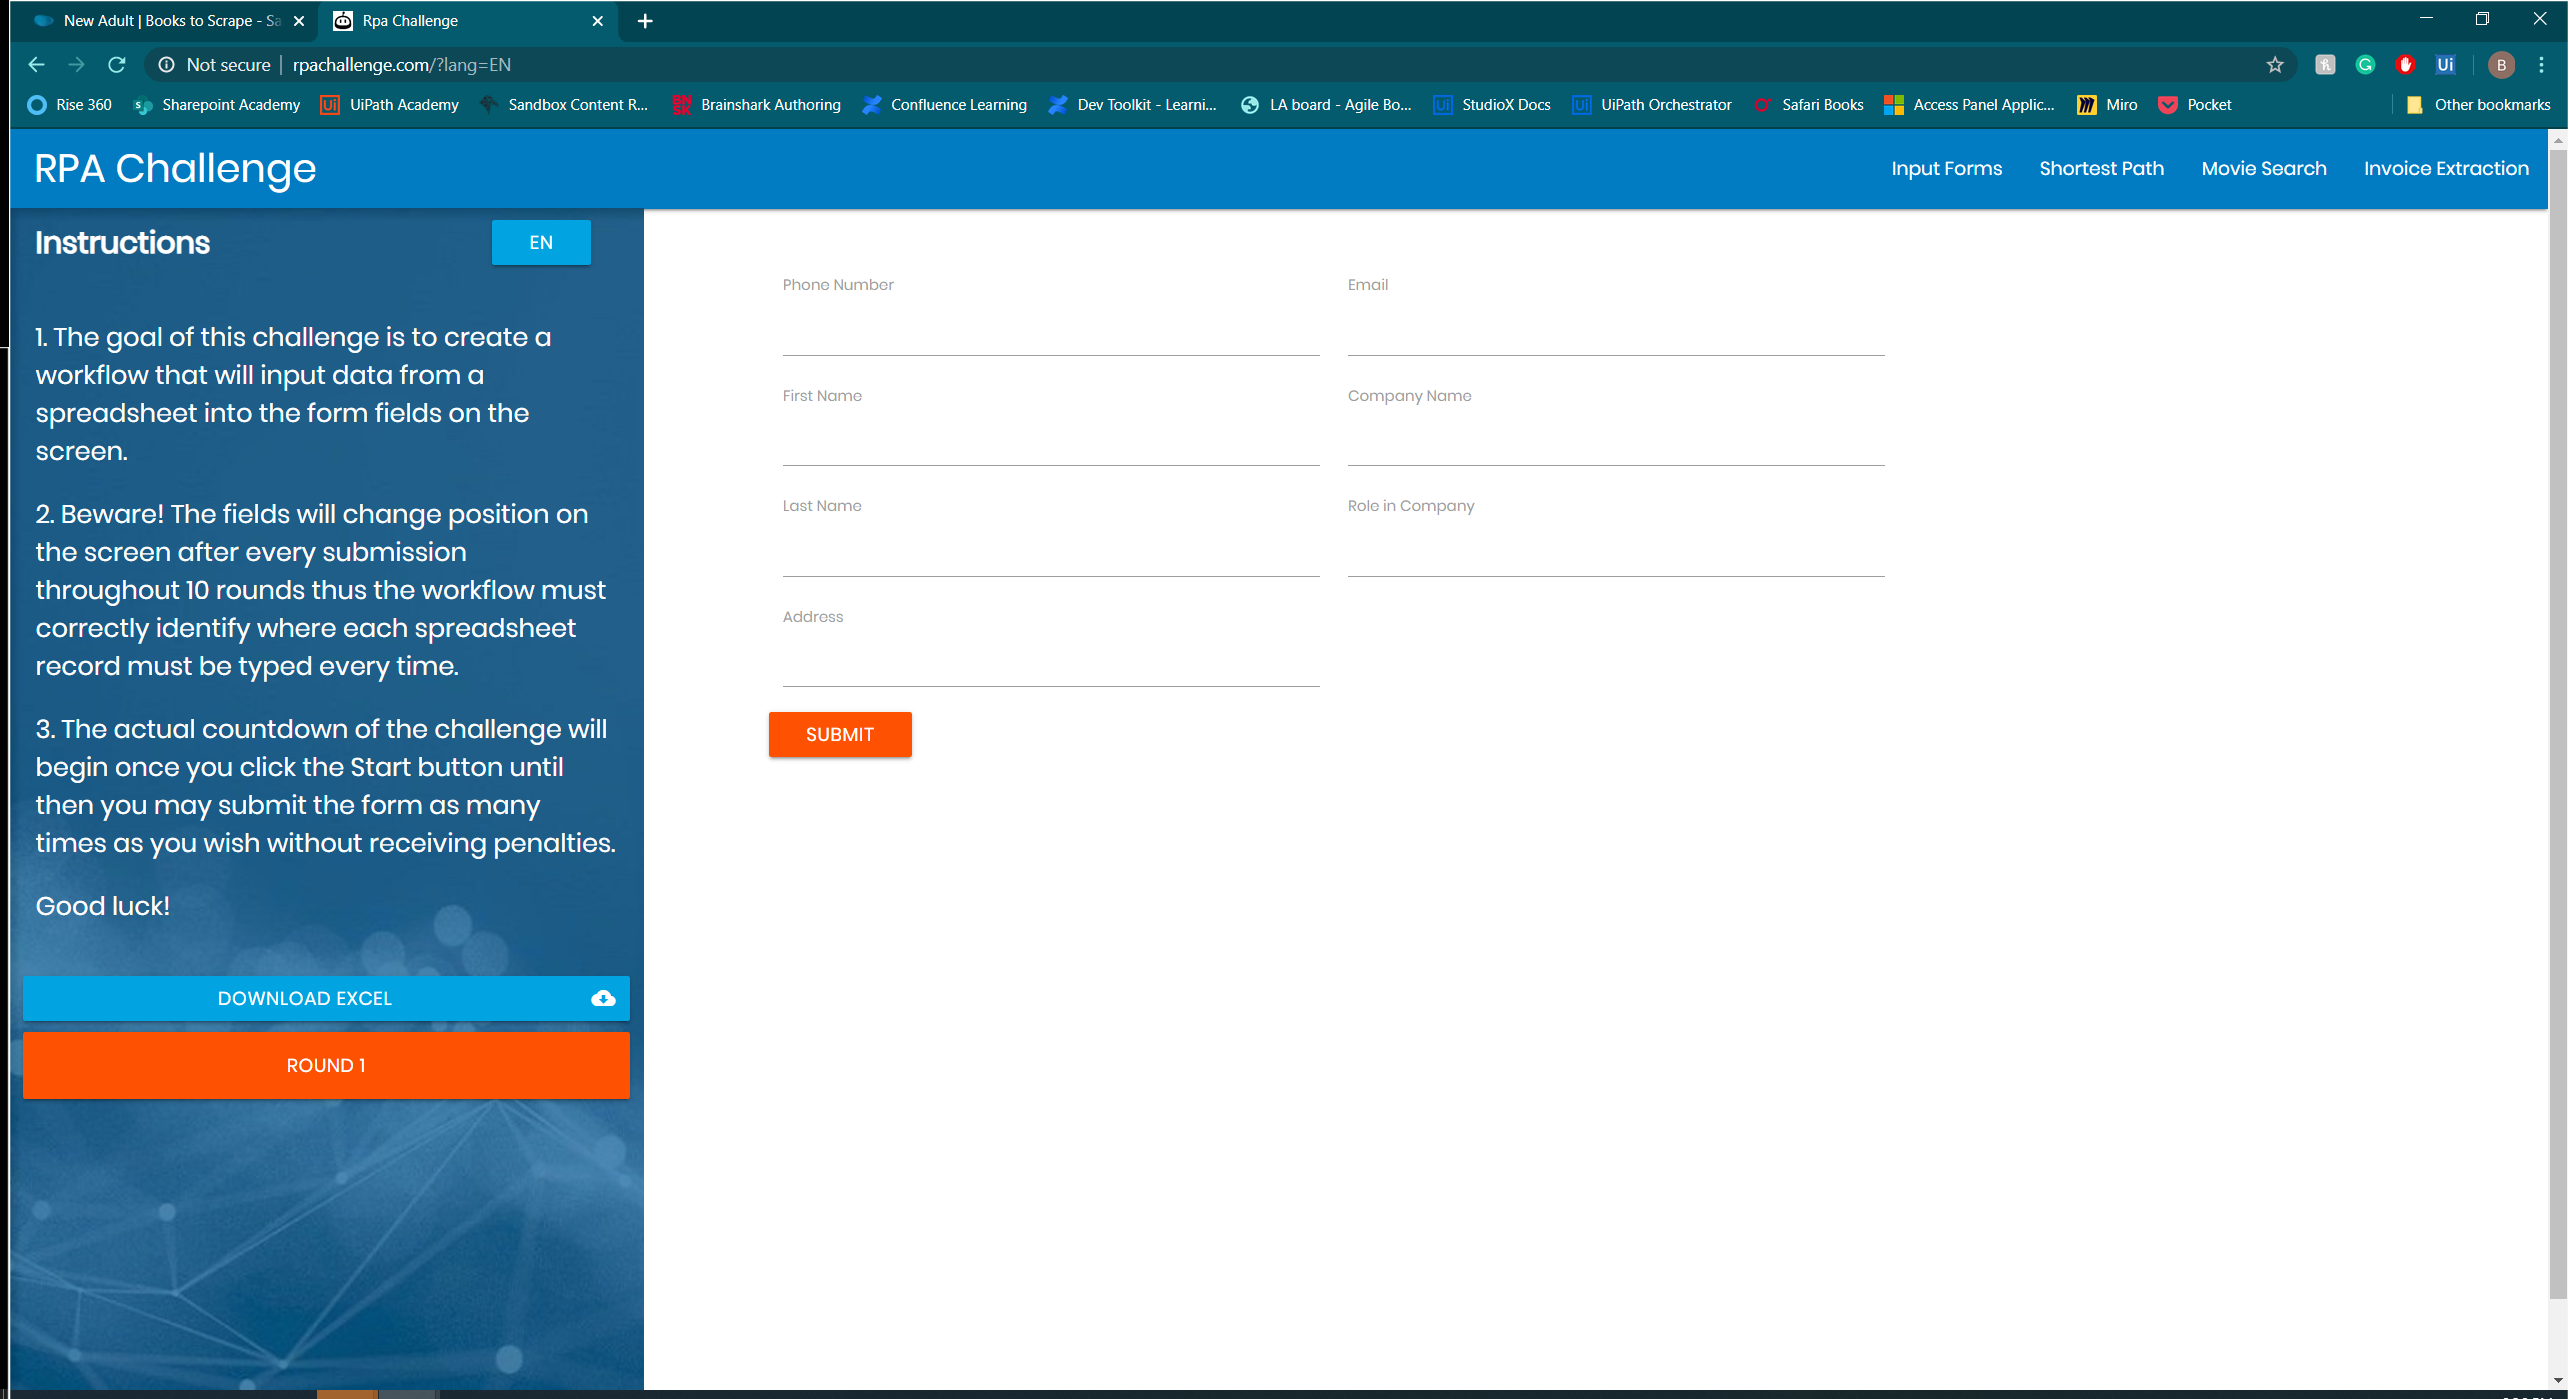 New Adult | Books to Scrape - Sa
Rpa Challenge
Not secure | rpachallenge.com/?lang=EN
B
Rise 360
Sharepoint Academy
UiPath Academy
Sandbox Content R...
BN SK Brainshark Authoring
Confluence Learning
Dev Toolkit - Learni...
LA board - Agile Bo...
Ui StudioX Docs
Ui UiPath Orchestrator
Safari Books
Access Panel Applic...
Miro
Pocket
Other bookmarks
RPA Challenge
Input Forms
Shortest Path
Movie Search
Invoice Extraction
Instructions
EN
1. The goal of this challenge is to create a
workflow that will input data from a
spreadsheet into the form fields on the
screen.
2. Beware! The fields will change position on
the screen after every submission
throughout 10 rounds thus the workflow must
correctly identify where each spreadsheet
record must be typed every time.
3. The actual countdown of the challenge will
begin once you click the Start button until
then you may submit the form as many
times as you wish without receiving penalties.
Good luck!
DOWNLOAD EXCEL
ROUND 1
Phone Number
Email
First Name
Company Name
Last Name
Role in Company
Address
SUBMIT